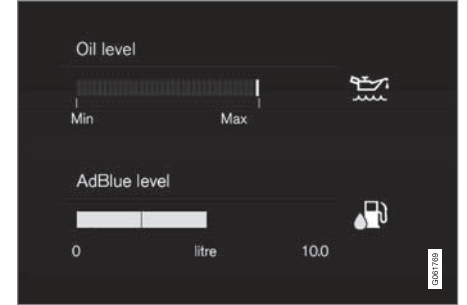 Oil level
Min Max
AdBlue level
0 litre 10.0
G061769